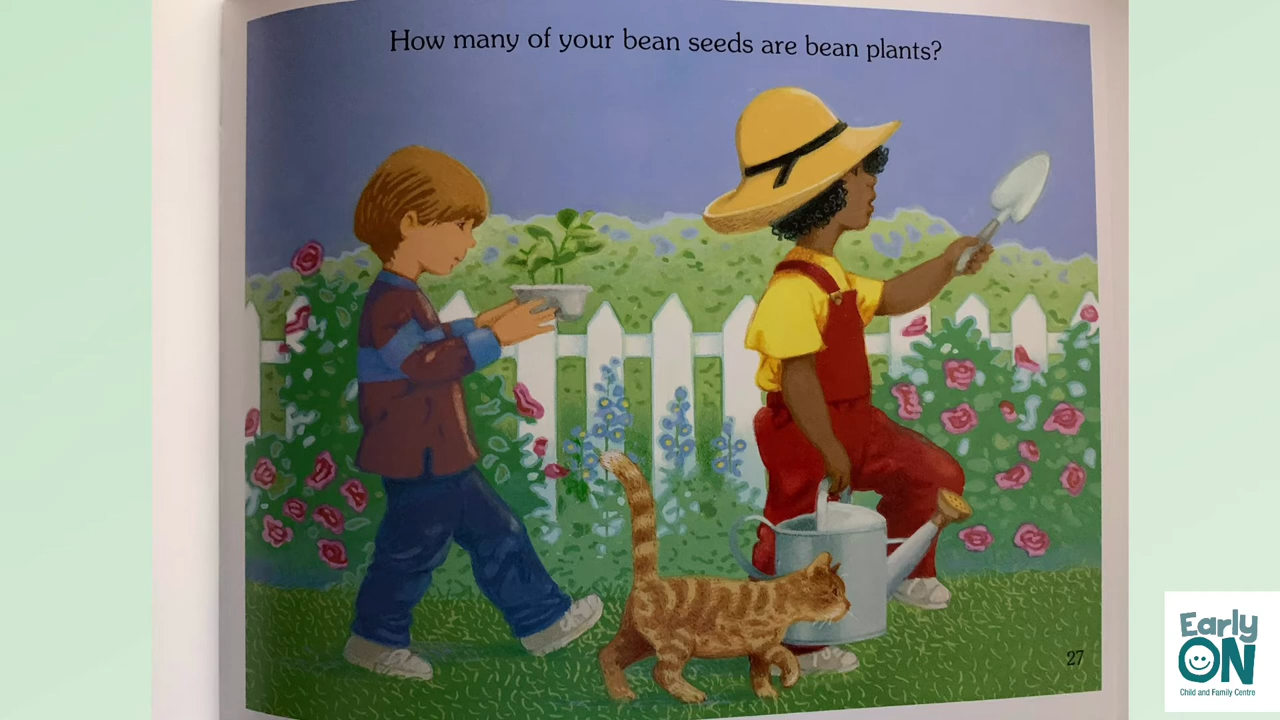 How many of your bean seeds are bean plants?
27
Early
ON
Child and Family Centre